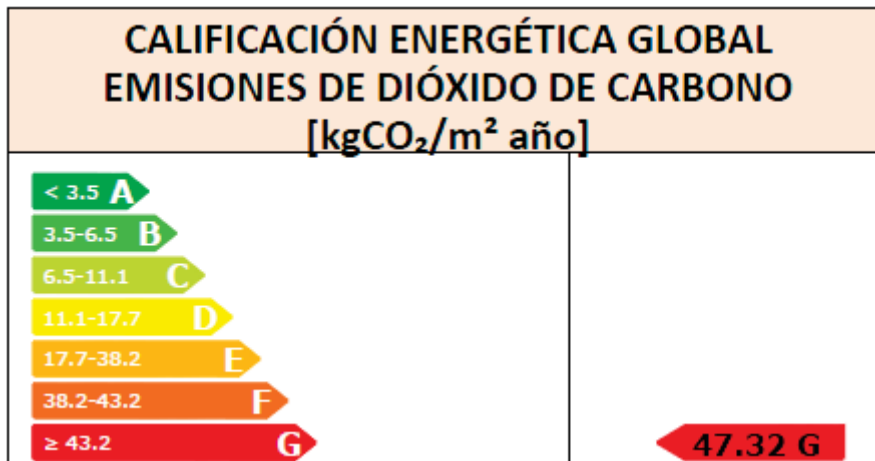 CALIFICACIÓN ENERGÉTICA GLOBAL
EMISIONES DE DIÓXIDO DE CARBONO
[kgCO₂/m² año]
< 3.5 A
3.5-6.5 B
6.5-11.1 C
11.1-17.7 D
17.7-38.2 E
38.2-43.2 F
≥ 43.2 G
47.32 G